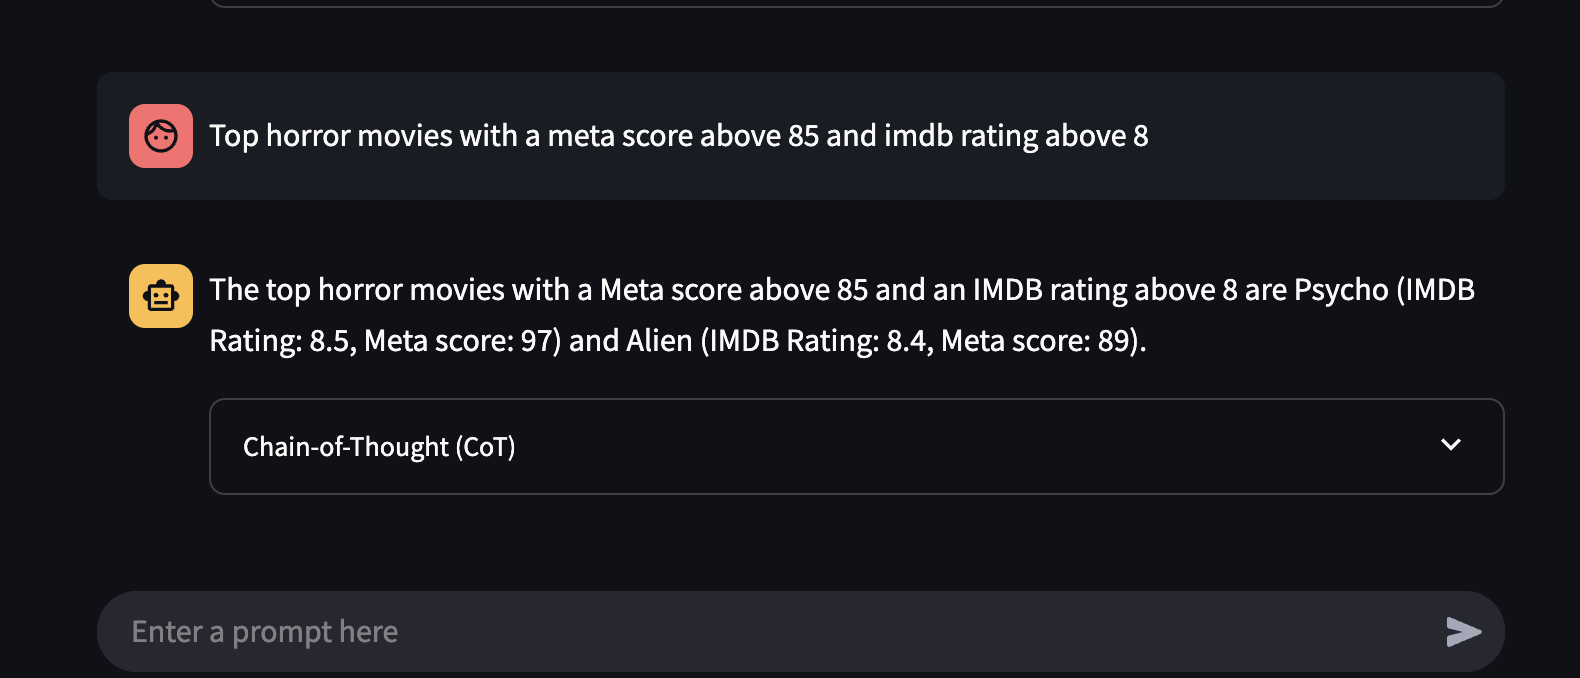 Top horror movies with a meta score above 85 and imdb rating above 8
The top horror movies with a Meta score above 85 and an IMDB rating above 8 are Psycho (IMDB
Rating: 8.5, Meta score: 97) and Alien (IMDB Rating: 8.4, Meta score: 89).
Chain-of-Thought (CoT)
Enter a prompt here